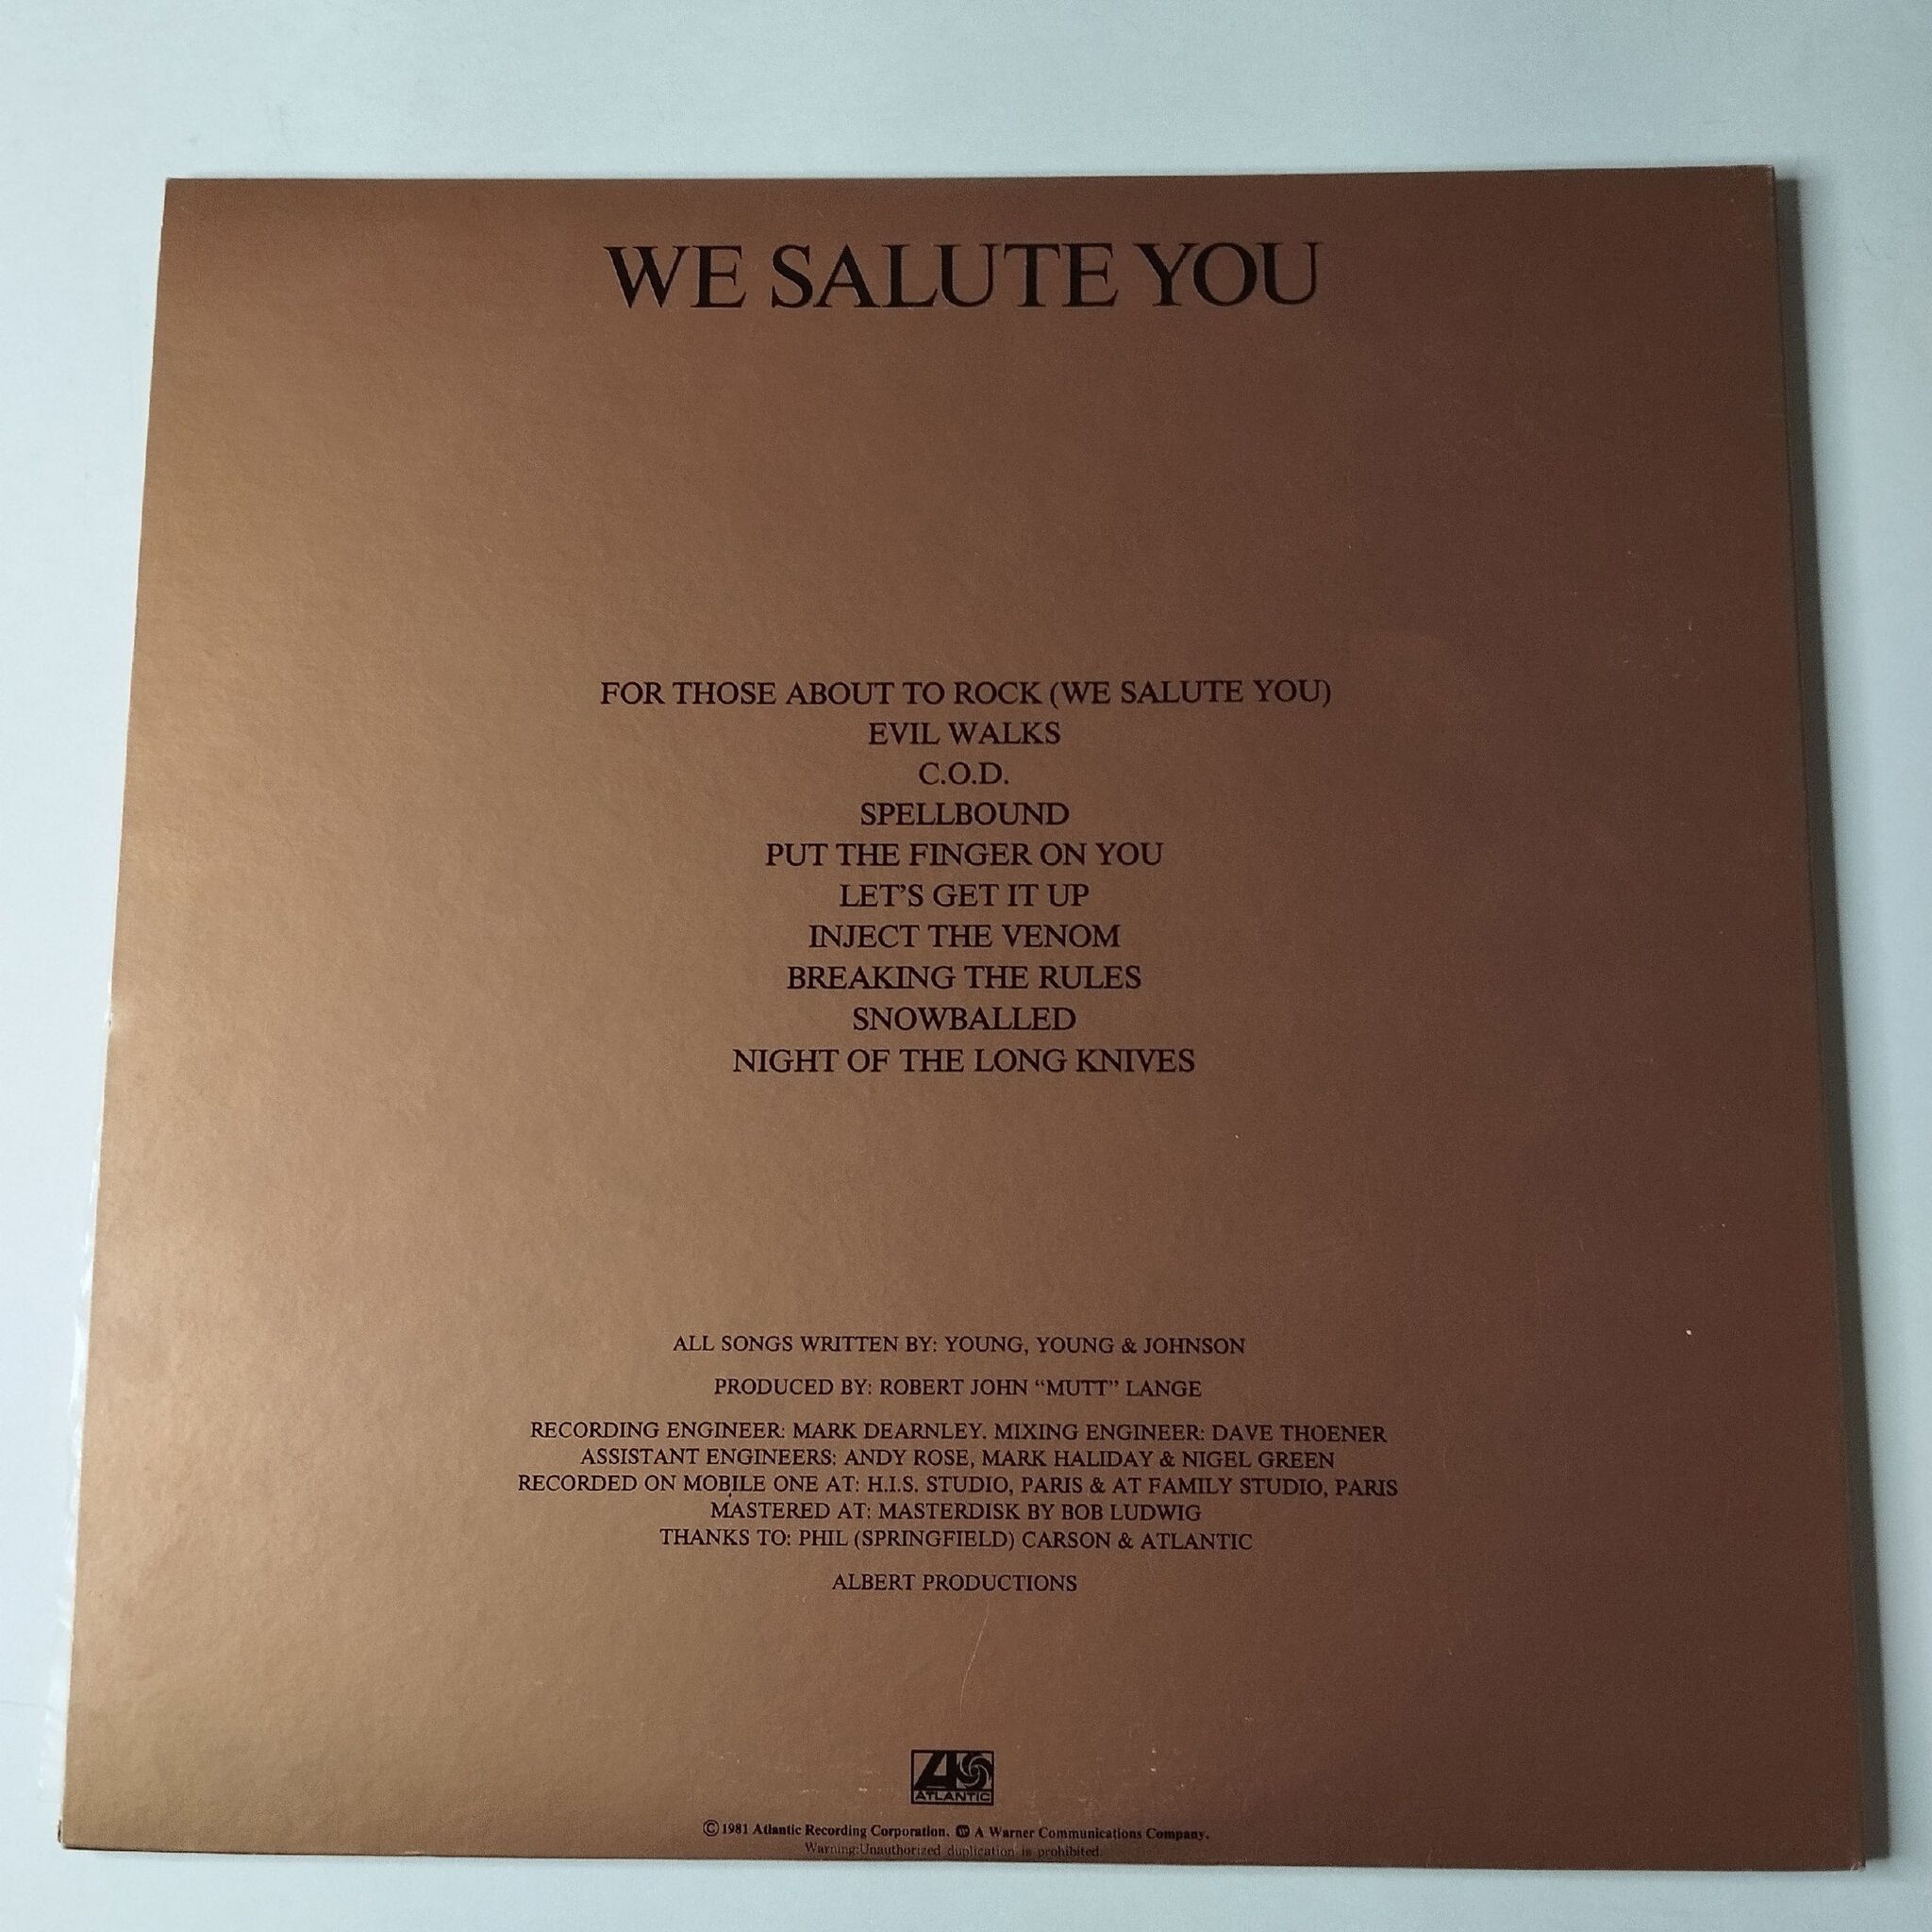 WE SALUTE YOU
FOR THOSE ABOUT TO ROCK (WE SALUTE YOU)
EVIL WALKS
C.O.D.
SPELLBOUND
PUT THE FINGER ON YOU
LET'S GET IT UP
INJECT THE VENOM
BREAKING THE RULES
SNOWBALLED
NIGHT OF THE LONG KNIVES
ALL SONGS WRITTEN BY: YOUNG, YOUNG & JOHNSON
PRODUCED BY: ROBERT JOHN “MUTT” LANGE
RECORDING ENGINEER: MARK DEARNLEY. MIXING ENGINEER: DAVE THOENER
ASSISTANT ENGINEERS: ANDY ROSE, MARK HALIDAY & NIGEL GREEN
RECORDED ON MOBILE ONE AT: H.I.S. STUDIO, PARIS & AT FAMILY STUDIO, PARIS
MASTERED AT: MASTERDISK BY BOB LUDWIG
THANKS TO: PHIL (SPRINGFIELD) CARSON & ATLANTIC
ALBERT PRODUCTIONS
ATLANTIC
©1981 Atlantic Recording Corporation. A Warner Communications Company.
Warning:Unauthorized duplication is prohibited.